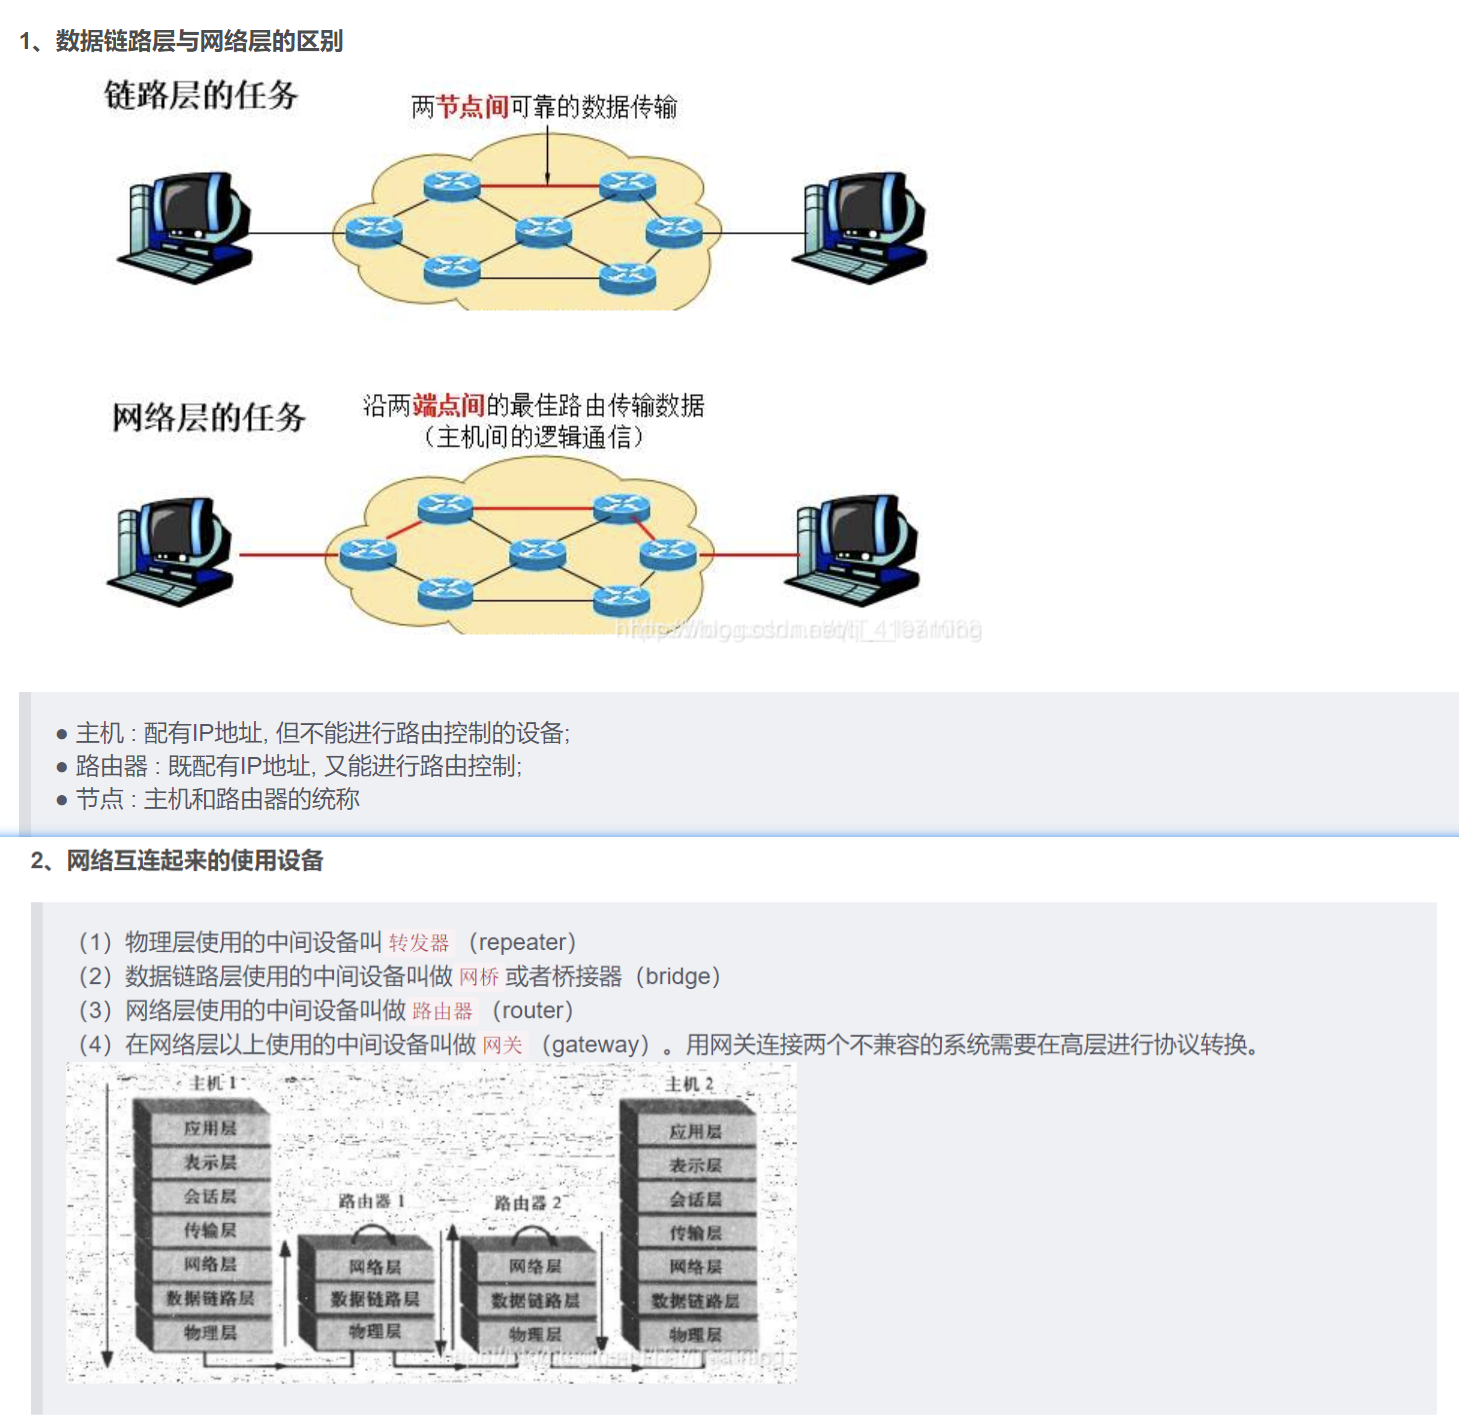 1、数据链路层与网络层的区别
链路层的任务
两节点间可靠的数据传输
网络层的任务
沿两端点间的最佳路由传输数据
（主机间的逻辑通信）
● 主机 : 配有IP地址, 但不能进行路由控制的设备;
● 路由器 : 既配有IP地址, 又能进行路由控制;
● 节点 : 主机和路由器的统称
2、网络互连起来的使用设备
（1）物理层使用的中间设备叫 转发器 （repeater）
（2）数据链路层使用的中间设备叫做 网桥 或者桥接器（bridge）
（3）网络层使用的中间设备叫做 路由器 （router）
（4）在网络层以上使用的中间设备叫做 网关 （gateway）。用网关连接两个不兼容的系统需要在高层进行协议转换。
主机 1
应用层
表示层
会话层
传输层
网络层
数据链路层
物理层
路由器 1
网络层
数据链路层
物理层
路由器 2
网络层
数据链路层
物理层
主机 2
应用层
表示层
会话层
传输层
网络层
数据链路层
物理层